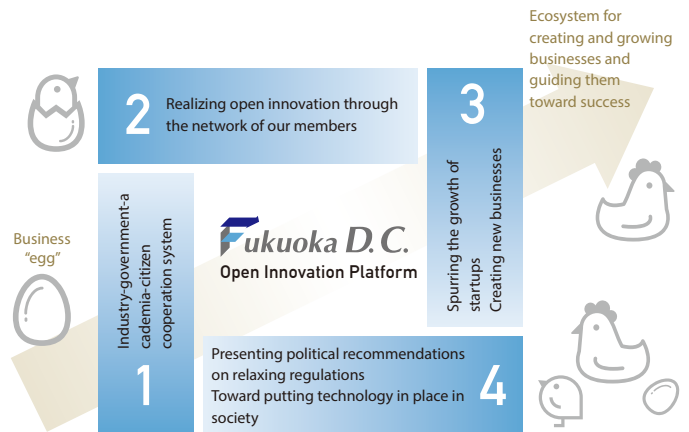 Ecosystem for
creating and growing
businesses and
guiding them
toward success
2
Realizing open innovation through
the network of our members
3
Spurring the growth of
startups
Creating new businesses
Business
“egg”
1
Industry-government-a
cademia-citizen
cooperation system
Fukuoka D.C.
Open Innovation Platform
Presenting political recommendations
on relaxing regulations
Toward putting technology in place in
society
4